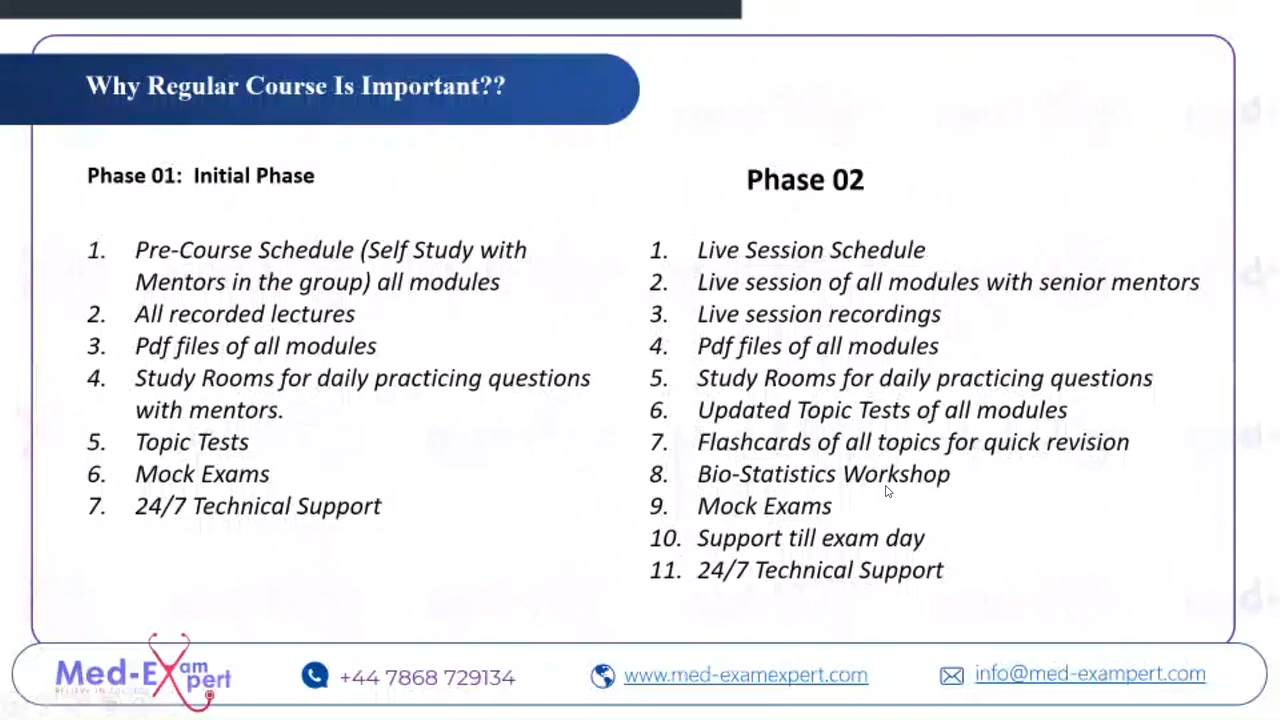 Why Regular Course Is Important??
Phase 01: Initial Phase
1. Pre-Course Schedule (Self Study with
Mentors in the group) all modules
2. All recorded lectures
3. Pdf files of all modules
4. Study Rooms for daily practicing questions
with mentors.
5. Topic Tests
6. Mock Exams
7. 24/7 Technical Support
Phase 02
1. Live Session Schedule
2. Live session of all modules with senior mentors
3. Live session recordings
4. Pdf files of all modules
5. Study Rooms for daily practicing questions
6. Updated Topic Tests of all modules
7. Flashcards of all topics for quick revision
8. Bio-Statistics Workshop
9. Mock Exams
10. Support till exam day
11. 24/7 Technical Support
Med-Exam
Expert
+44 7868 729134
www.med-examexpert.com
info@med-exampert.com